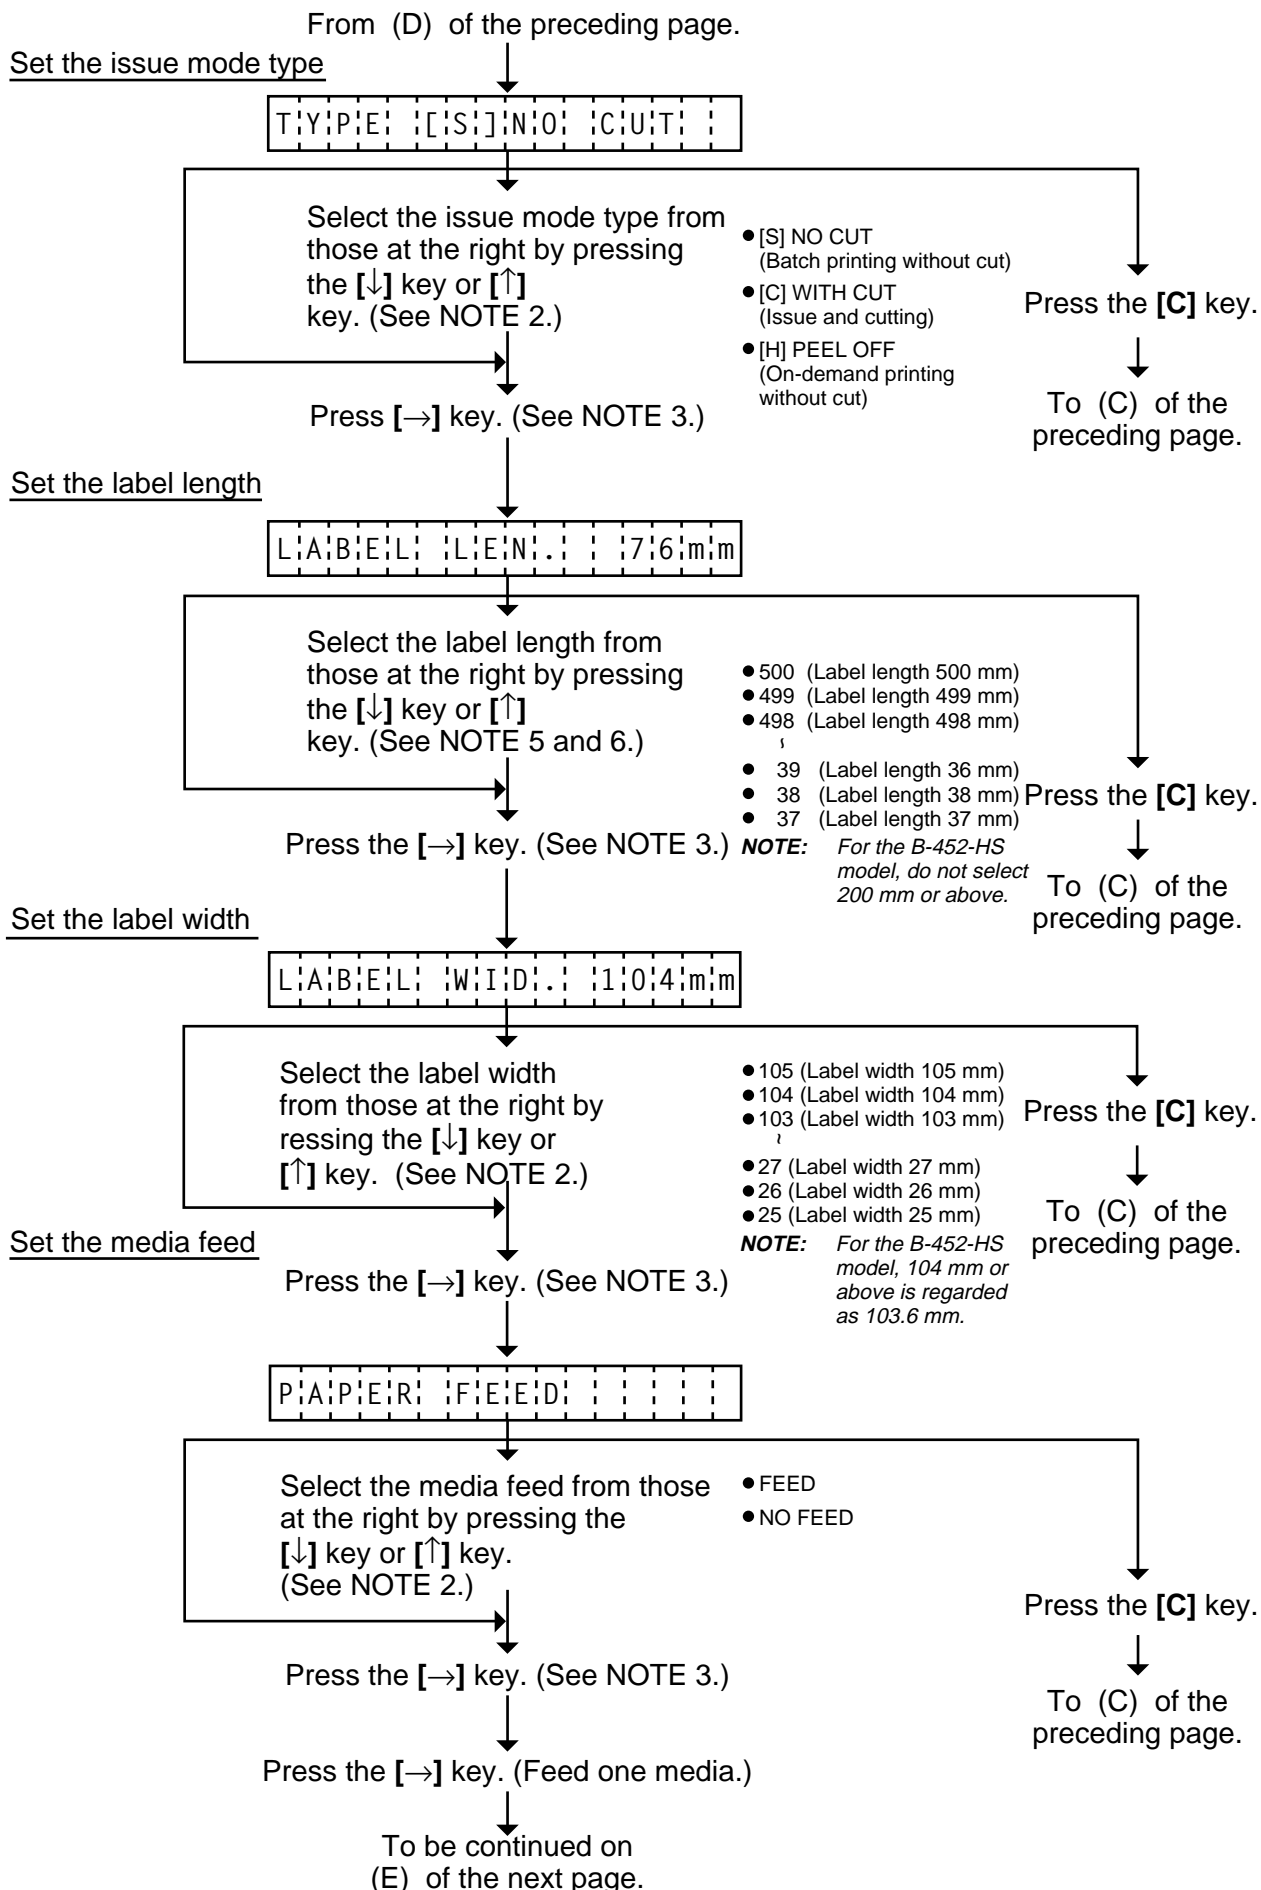 From (D) of the preceding page.
Set the issue mode type
TYPE [S]NO CUT
Select the issue mode type from
those at the right by pressing
the [↓] key or [↑]
key. (See NOTE 2.)
● [S] NO CUT
(Batch printing without cut)
● [C] WITH CUT
(Issue and cutting)
● [H] PEEL OFF
(On-demand printing
without cut)
Press the [C] key.
To (C) of the
preceding page.
Press [→] key. (See NOTE 3.)
Set the label length
LABEL LEN. 76mm
Select the label length from
those at the right by pressing
the [↓] key or [↑]
key. (See NOTE 5 and 6.)
● 500 (Label length 500 mm)
● 499 (Label length 499 mm)
● 498 (Label length 498 mm)
~
● 39 (Label length 36 mm)
● 38 (Label length 38 mm)
● 37 (Label length 37 mm)
NOTE: For the B-452-HS
model, do not select
200 mm or above.
Press the [C] key.
To (C) of the
preceding page.
Press the [→] key. (See NOTE 3.)
Set the label width
LABEL WID. 104mm
Select the label width
from those at the right by
ressing the [↓] key or
[↑] key. (See NOTE 2.)
● 105 (Label width 105 mm)
● 104 (Label width 104 mm)
● 103 (Label width 103 mm)
~
● 27 (Label width 27 mm)
● 26 (Label width 26 mm)
● 25 (Label width 25 mm)
NOTE: For the B-452-HS
model, 104 mm or
above is regarded
as 103.6 mm.
Press the [C] key.
To (C) of the
preceding page.
Set the media feed
Press the [→] key. (See NOTE 3.)
PAPER FEED
Select the media feed from those
at the right by pressing the
[↓] key or [↑] key.
(See NOTE 2.)
● FEED
● NO FEED
Press the [C] key.
To (C) of the
preceding page.
Press the [→] key. (See NOTE 3.)
Press the [→] key. (Feed one media.)
To be continued on
(E) of the next page.